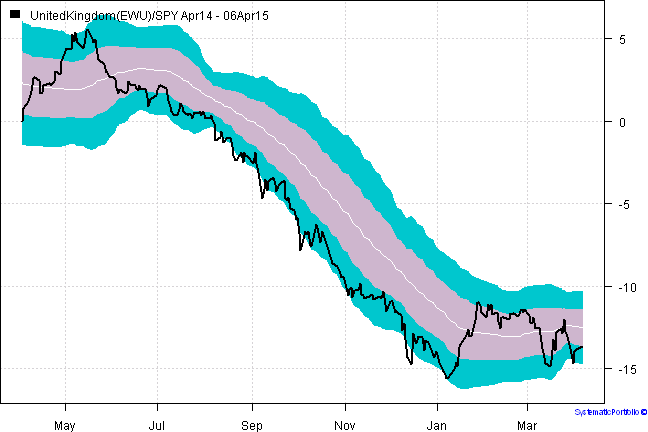 UnitedKingdom(EWU)/SPY Apr14 - 06Apr15
5
0
-5
-10
-15
May Jul Sep Nov Jan Mar
SystematicPortfolio ©